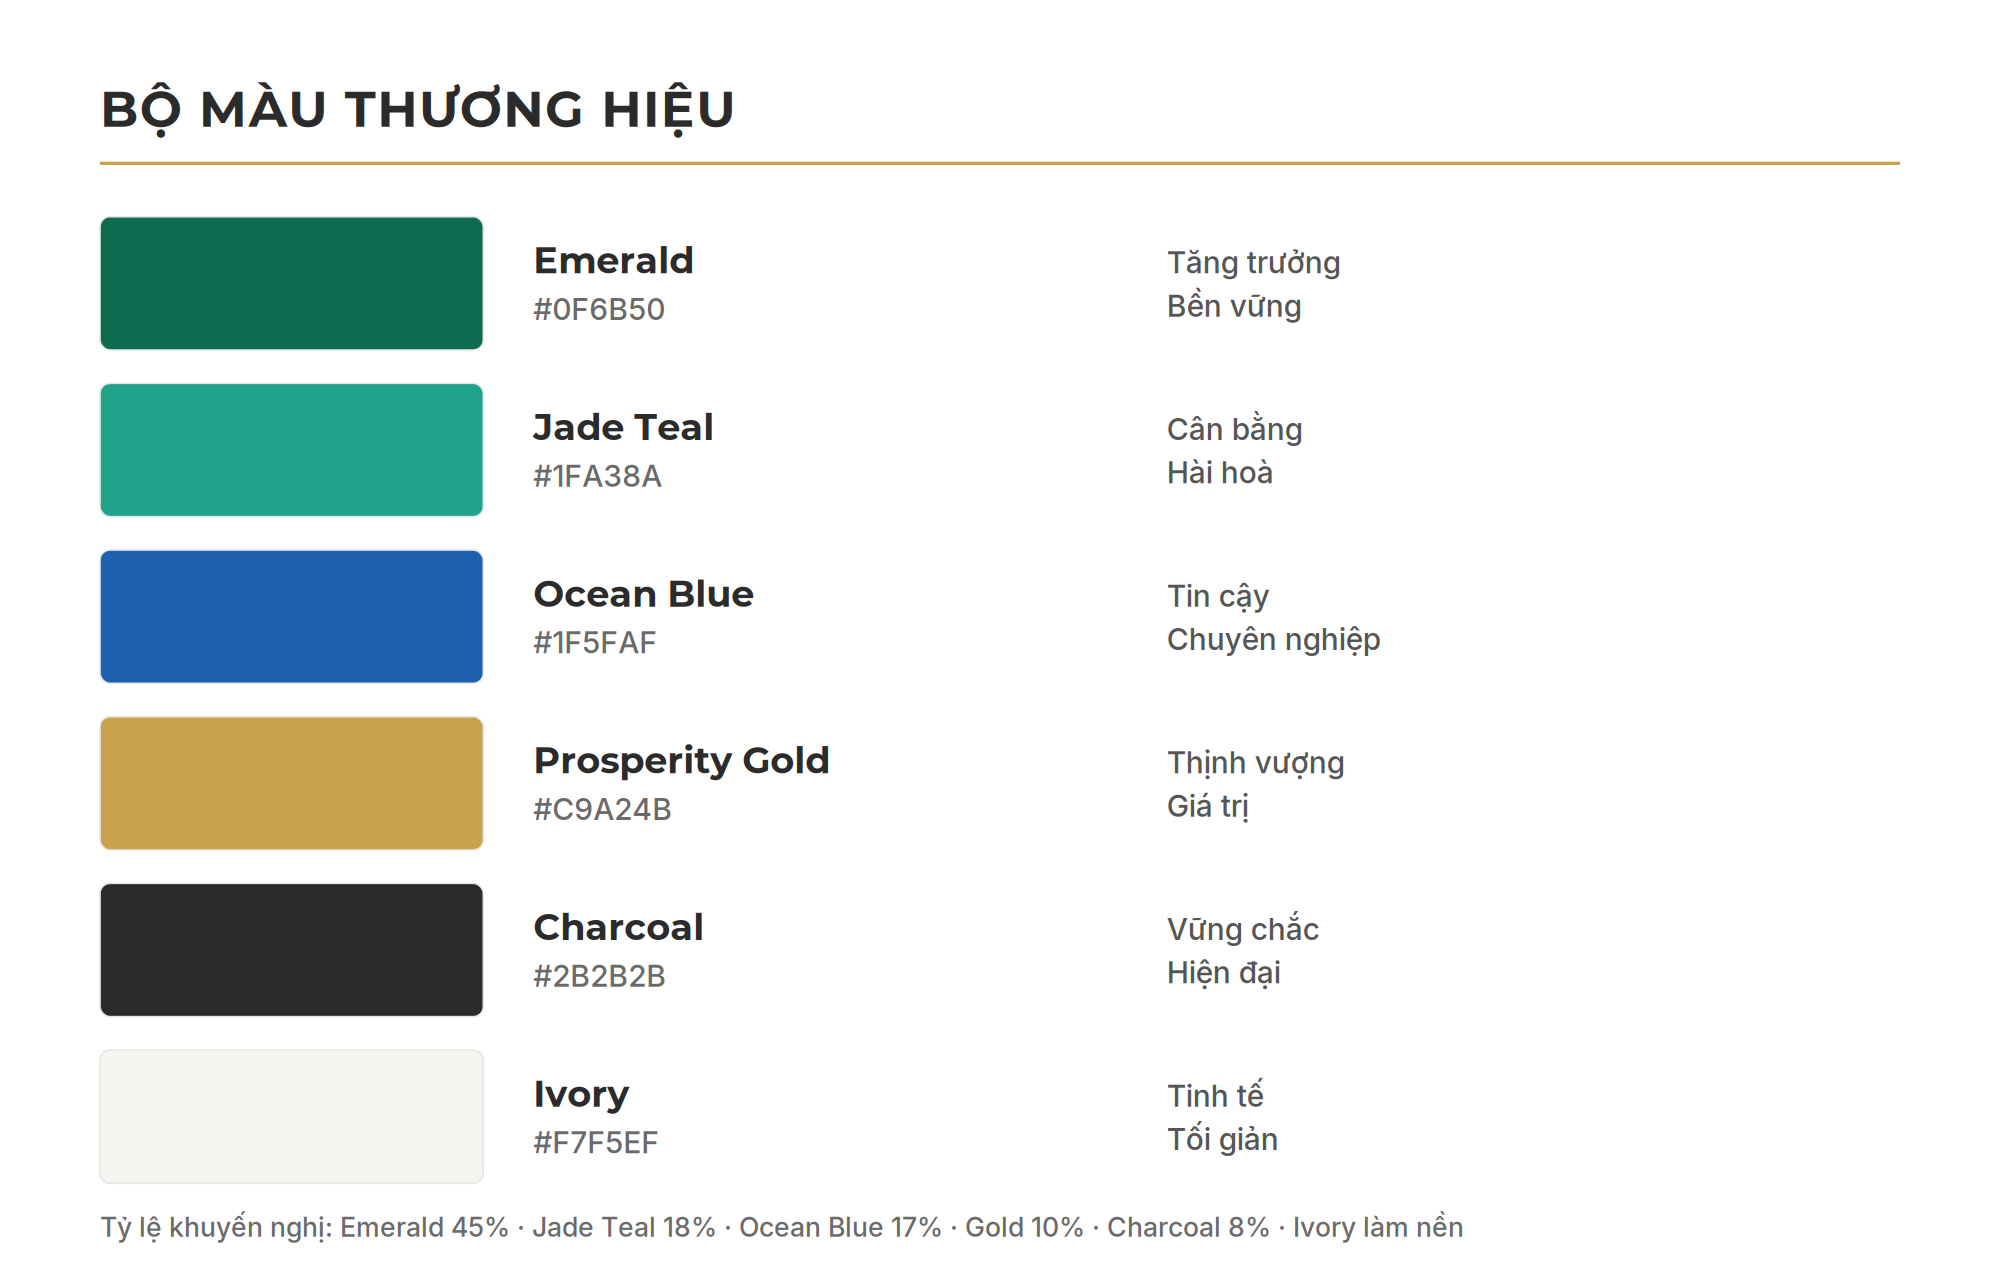 BỘ MÀU THƯƠNG HIỆU
Emerald
#0F6B50
Tăng trưởng
Bền vững
Jade Teal
#1FA38A
Cân bằng
Hài hoà
Ocean Blue
#1F5FAF
Tin cậy
Chuyên nghiệp
Prosperity Gold
#C9A24B
Thịnh vượng
Giá trị
Charcoal
#2B2B2B
Vững chắc
Hiện đại
Ivory
#F7F5EF
Tinh tế
Tối giản
Tỷ lệ khuyến nghị: Emerald 45% · Jade Teal 18% · Ocean Blue 17% · Gold 10% · Charcoal 8% · Ivory làm nền